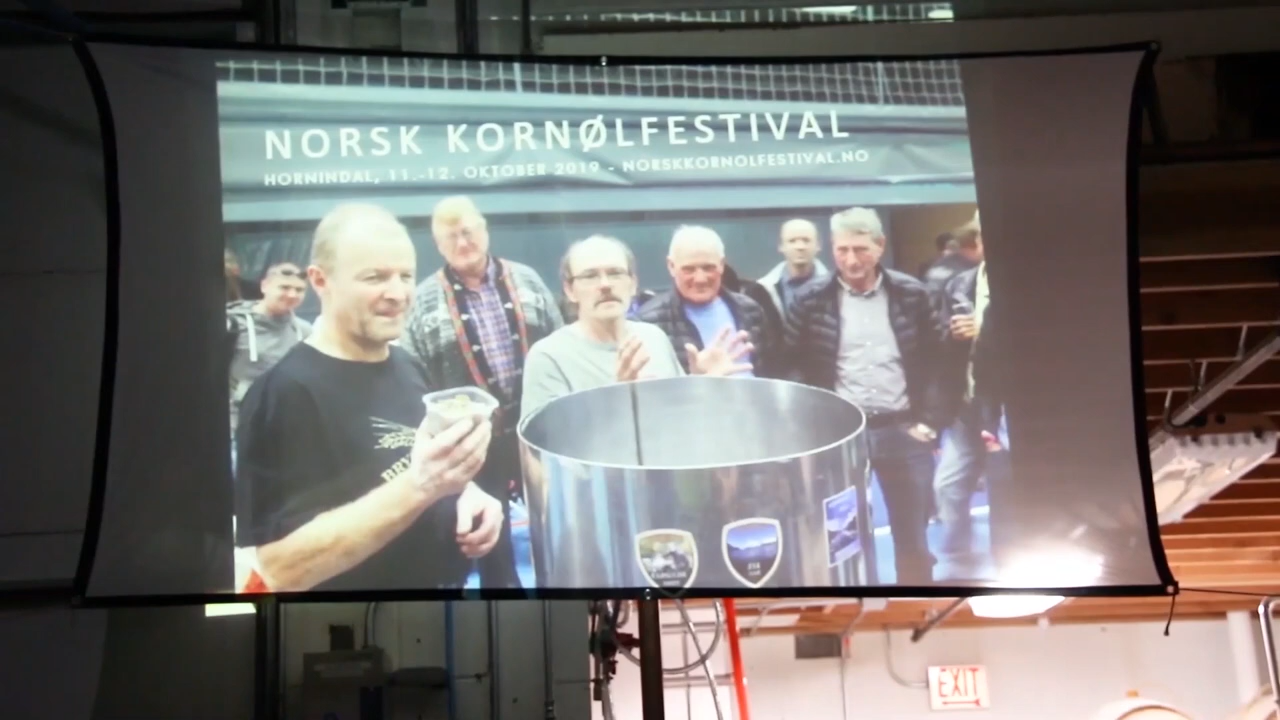 NORSK KORNØLFESTIVAL
HORNINDAL, 11.-12. OKTOBER 2019 - NORSKKORNOLFESTIVAL.NO
EXIT